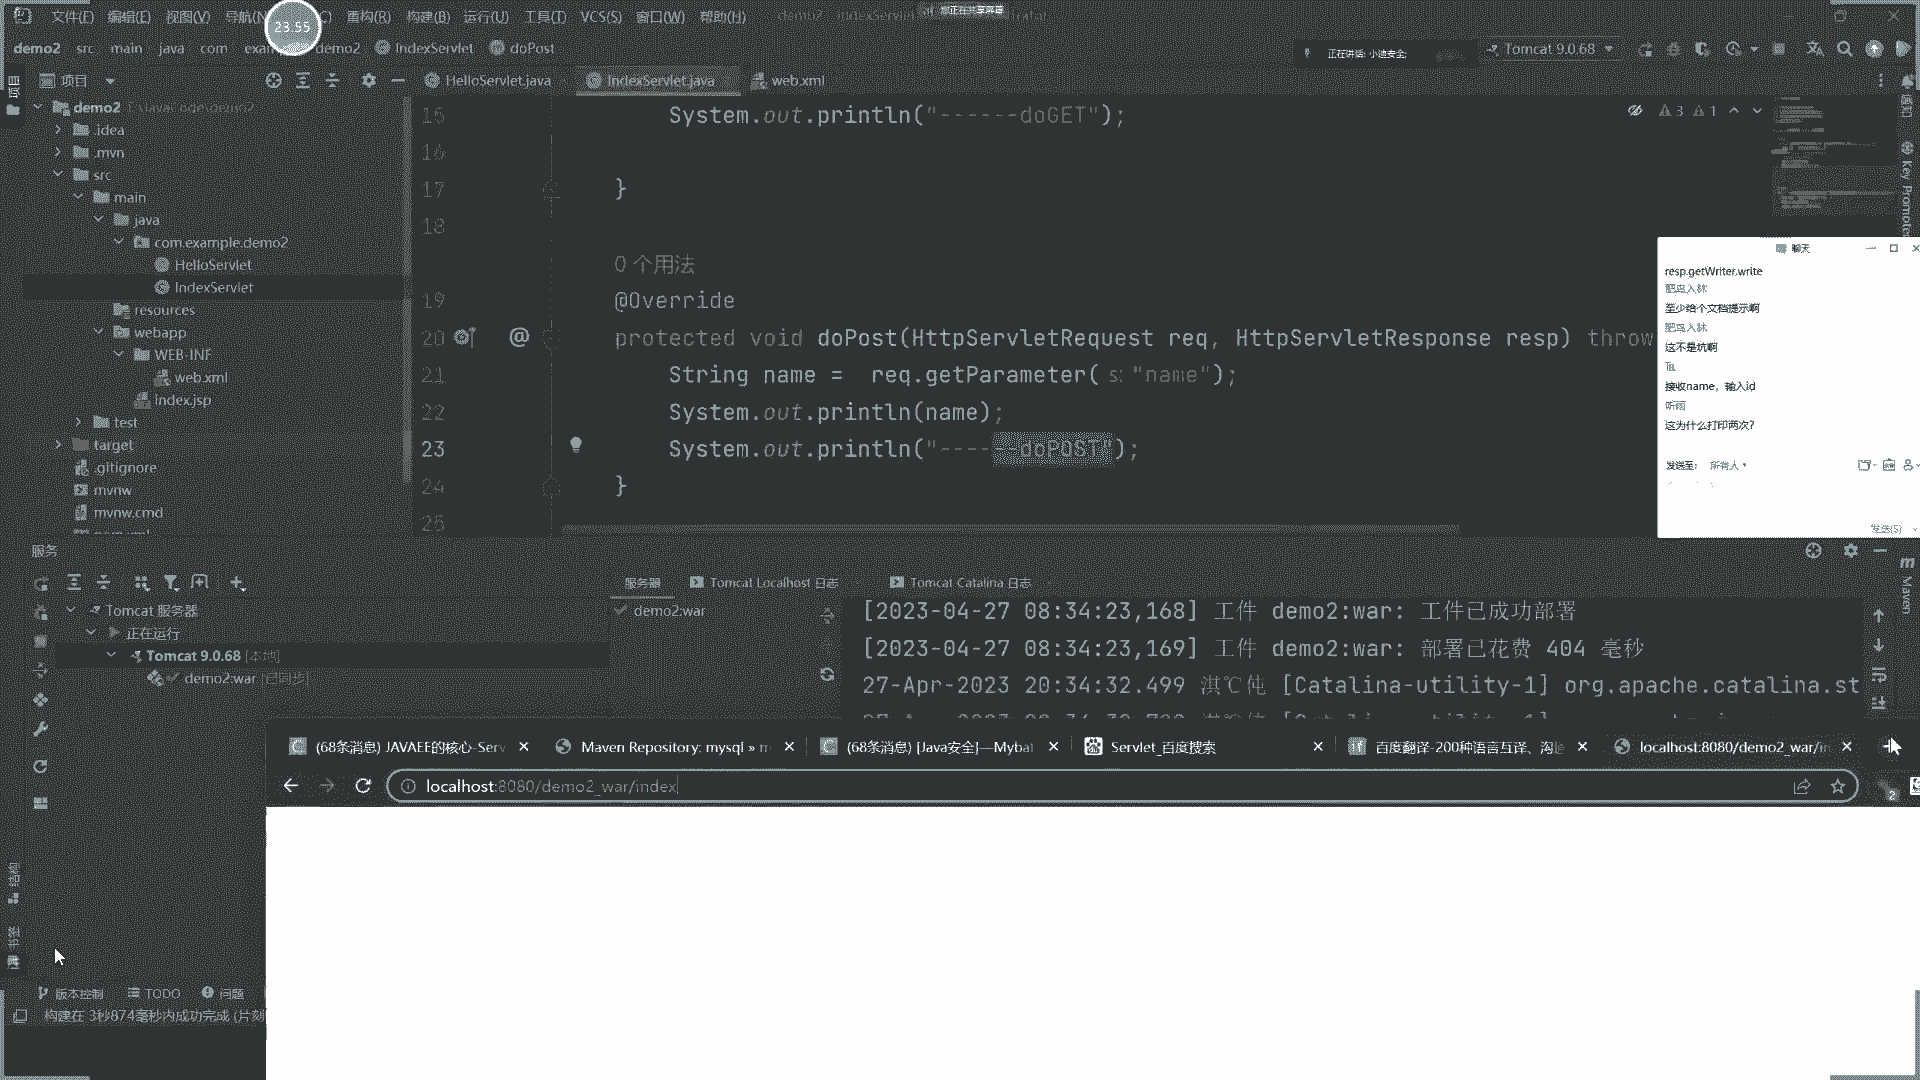 文件(F) 编辑(E) 视图(V) 重构(R) 构建(B) 运行(U) 工具(T) VCS(S) 窗口(W) 帮助(H)
23:55
您正在共享屏幕
demo2 src main java com demo2 IndexServlet doPost
正在讲话: 小迪安全;
Tomcat 9.0.68
项目
HelloServlet.java
IndexServlet.java
web.xml
demo2
.idea
.mvn
src
main
java
com.example.demo2
HelloServlet
IndexServlet
resources
webapp
WEB-INF
web.xml
index.jsp
test
target
.gitignore
mvnw
mvnw.cmd
15 System.out.println("------doGET");
16
17 }
18
0 个用法
19 @Override
20 protected void doPost(HttpServletRequest req, HttpServletResponse resp) throw
21 String name = req.getParameter( s: "name");
22 System.out.println(name);
23 System.out.println("------doPOST");
24 }
25
3 1
通知
Key Promoter
聊天
resp.getWriter.write
至少给个文档提示啊
这不是坑啊
接收name，输入id
听雨
这为什么打印两次?
发送至: 所有人
发送(S)
Maven
服务
Tomcat 服务器
正在运行
Tomcat 9.0.68 [本地]
demo2:war [已同步]
服务器
Tomcat Localhost 日志
Tomcat Catalina 日志
demo2:war
[2023-04-27 08:34:23,168] 工件 demo2:war: 工件已成功部署
[2023-04-27 08:34:23,169] 工件 demo2:war: 部署已花费 404 毫秒
27-Apr-2023 20:34:32.499 [Catalina-utility-1] org.apache.catalina.st
(68条消息) JAVAEE的核心-Serv
Maven Repository: mysql » m
(68条消息) [Java安全]—Mybat
Servlet_百度搜索
百度翻译-200种语言互译、沟通
localhost:8080/demo2_war/in
localhost:8080/demo2_war/index
2
结构
书签
版本控制 TODO 问题
构建在 3秒874毫秒内成功完成 (片刻